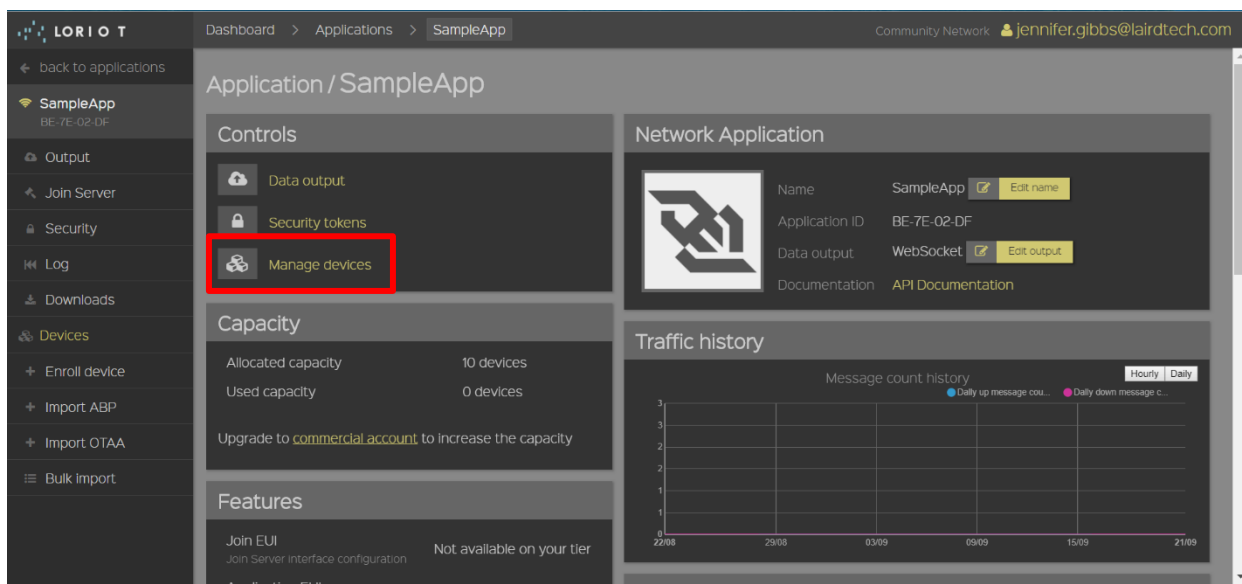 LORIOT
Dashboard > Applications > SampleApp
Community Network jennifer.gibbs@lairdtech.com
back to applications
SampleApp
BE-7E-02-DF
Output
Join Server
Security
Log
Downloads
Devices
Enroll device
Import ABP
Import OTAA
Bulk import
Application / SampleApp
Controls
Data output
Security tokens
Manage devices
Capacity
Allocated capacity 10 devices
Used capacity 0 devices
Upgrade to commercial account to increase the capacity
Features
Join EUI
Join Server interface configuration
Not available on your tier
Network Application
Name SampleApp Edit name
Application ID BE-7E-02-DF
Data output WebSocket Edit output
Documentation API Documentation
Traffic history
Message count history
Hourly Daily
Daily up message cou... Daily down message c...
3
3
2
2
1
1
0
22/08 29/08 03/09 09/09 15/09 21/09